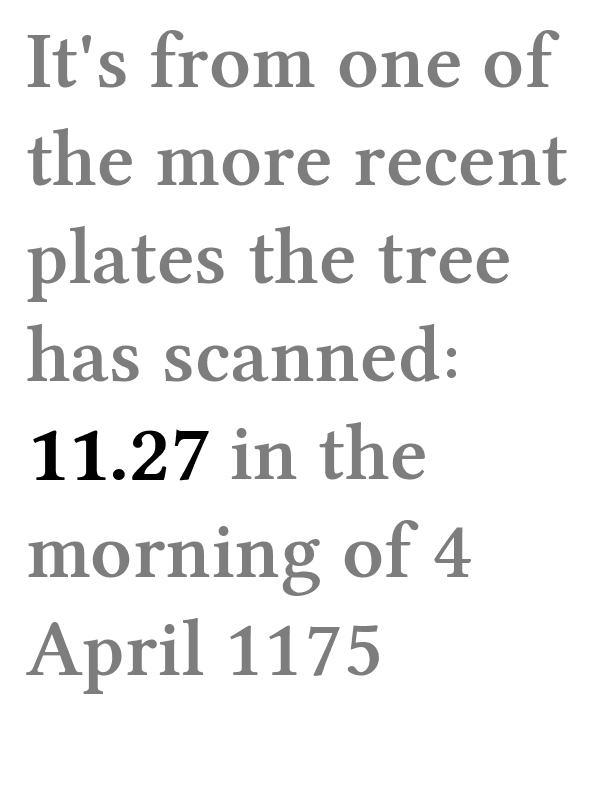 It's from one of
the more recent
plates the tree
has scanned:
11.27 in the
morning of 4
April 1175